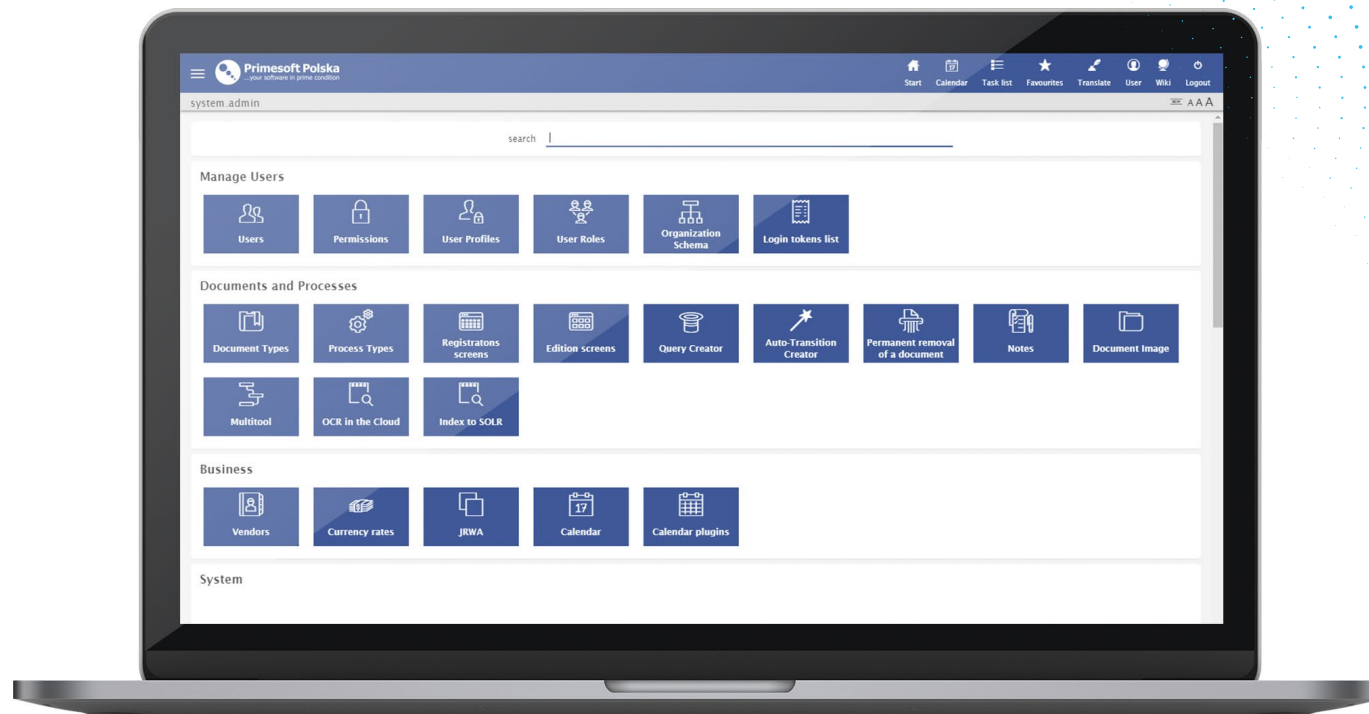 Primesoft Polska
...your software in prime condition
Start Calendar Task list Favourites Translate User Wiki Logout
system.admin
A A A
search
Manage Users
Users
Permissions
User Profiles
User Roles
Organization
Schema
Login tokens list
Documents and Processes
Document Types
Process Types
Registratons
screens
Edition screens
Query Creator
Auto-Transition
Creator
Permanent removal
of a document
Notes
Document Image
Multitool
OCR in the Cloud
Index to SOLR
Business
Vendors
Currency rates
JRWA
17
Calendar
Calendar plugins
System